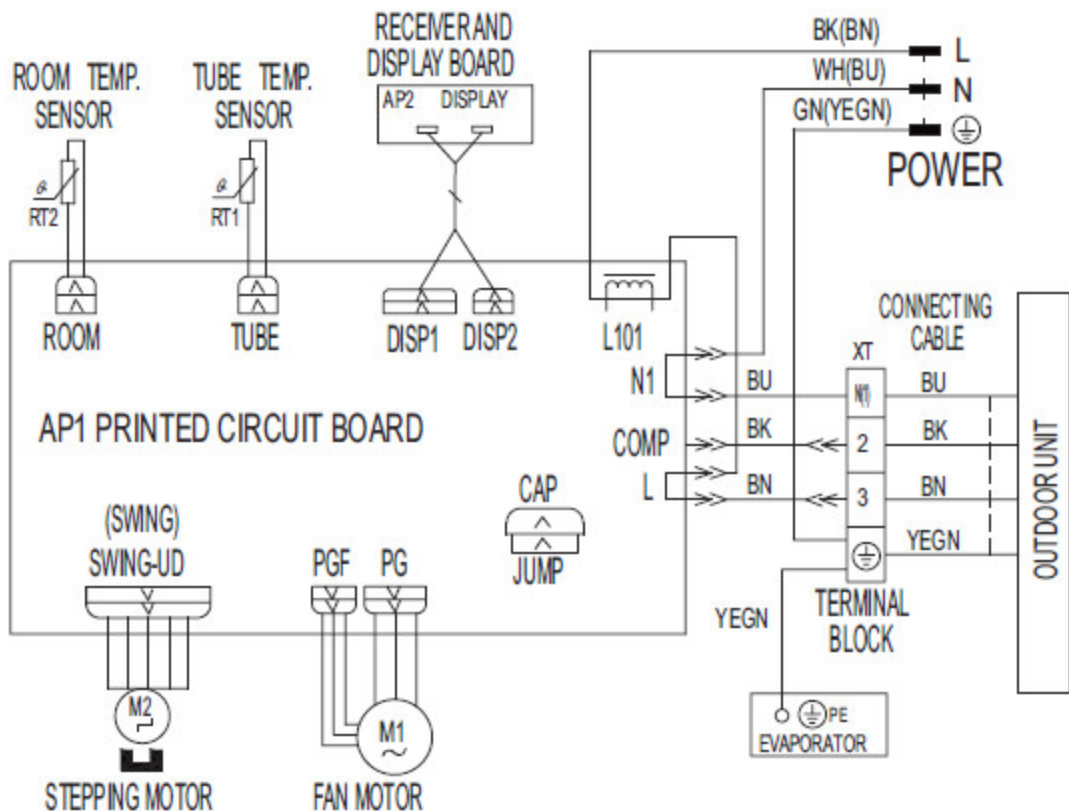 RECEIVER AND
DISPLAY BOARD
AP2 DISPLAY
ROOM TEMP.
SENSOR
RT2
TUBE TEMP.
SENSOR
RT1
BK(BN)
L
WH(BU)
N
GN(YEGN)
POWER
ROOM
TUBE
DISP1
DISP2
L101
CONNECTING
CABLE
XT
N1
BU
N(1)
BU
AP1 PRINTED CIRCUIT BOARD
COMP
BK
2
BK
L
BN
3
BN
YEGN
OUTDOOR UNIT
CAP
JUMP
(SWING)
SWING-UD
PGF
PG
TERMINAL
BLOCK
YEGN
M2
M1
~
PE
EVAPORATOR
STEPPING MOTOR
FAN MOTOR